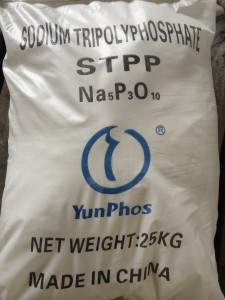 SODIUM TRIPOLYPHOSPHATE
STPP
Na₅P₃O₁₀
®
YunPhos
NET WEIGHT:25KG
MADE IN CHINA